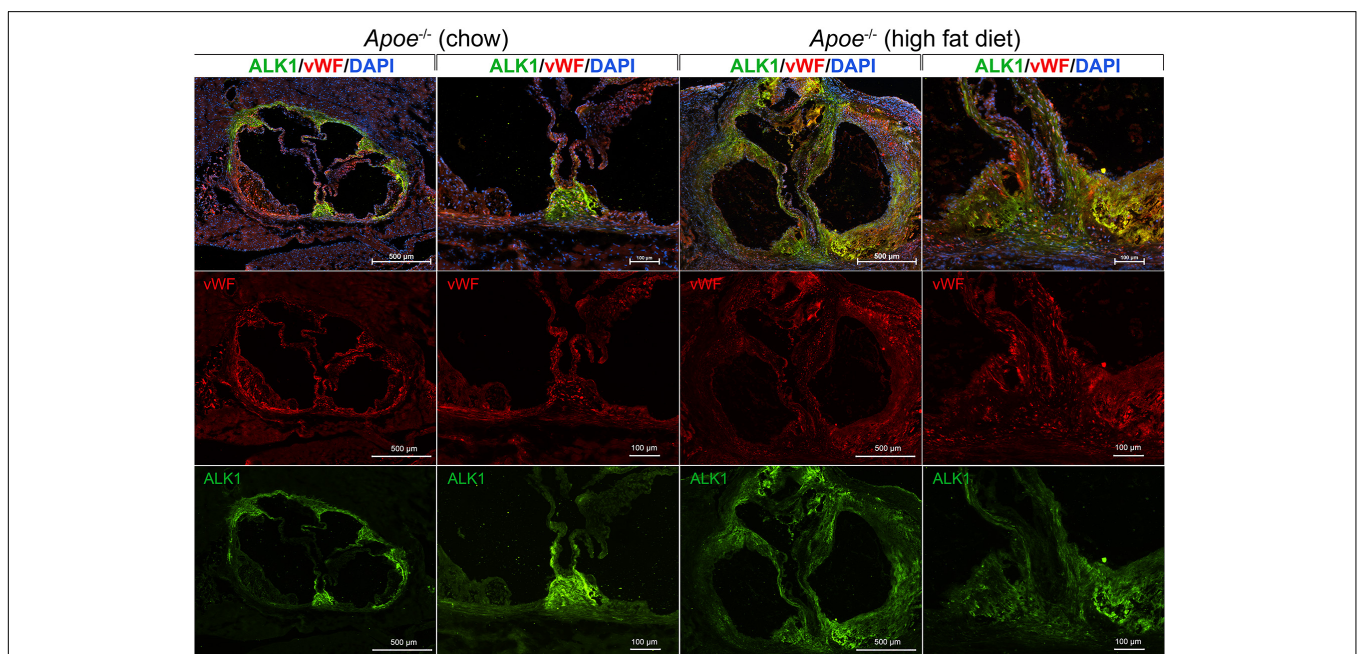 Apoe-/- (chow) Apoe-/- (high fat diet)
ALK1/vWF/DAPI ALK1/vWF/DAPI ALK1/vWF/DAPI ALK1/vWF/DAPI
500 µm 100 µm 500 µm 100 µm
vWF vWF vWF vWF
500 µm 100 µm 500 µm 100 µm
ALK1 ALK1 ALK1 ALK1
500 µm 100 µm 500 µm 100 µm